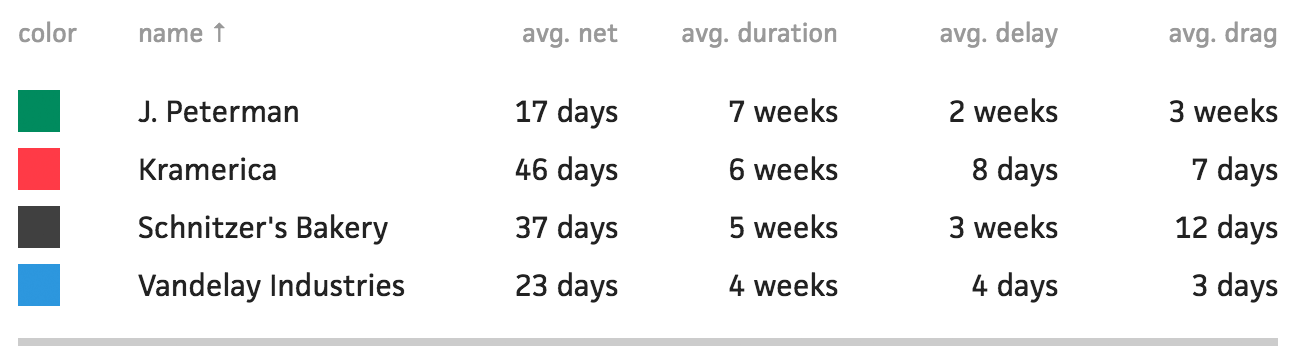 color name ↑ avg. net avg. duration avg. delay avg. drag
J. Peterman 17 days 7 weeks 2 weeks 3 weeks
Kramerica 46 days 6 weeks 8 days 7 days
Schnitzer's Bakery 37 days 5 weeks 3 weeks 12 days
Vandelay Industries 23 days 4 weeks 4 days 3 days